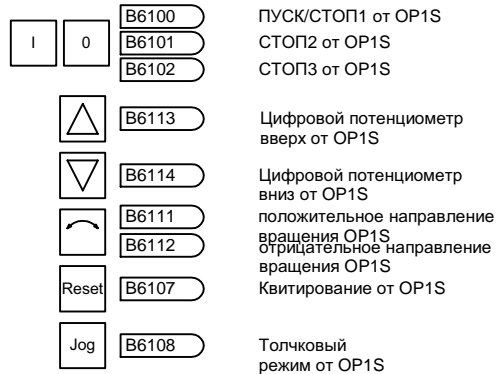 B6100 ПУСК/СТОП1 от OP1S
I 0 B6101 СТОП2 от OP1S
B6102 СТОП3 от OP1S
B6113 Цифровой потенциометр
вверх от OP1S
B6114 Цифровой потенциометр
вниз от OP1S
B6111 положительное направление
вращения OP1S
B6112 отрицательное направление
вращения OP1S
Reset B6107 Квитирование от OP1S
Jog B6108 Толчковый
режим от OP1S